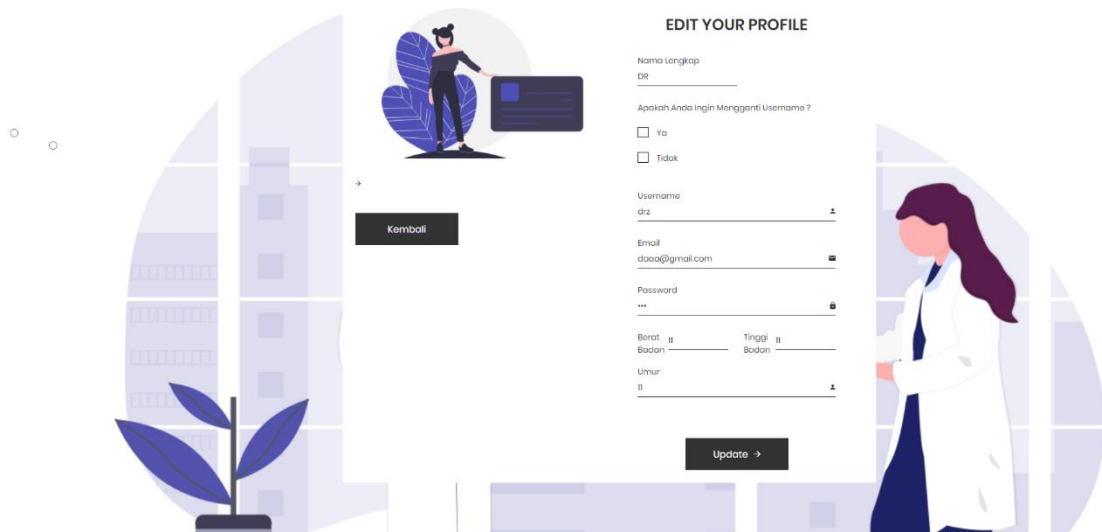 EDIT YOUR PROFILE
Nama Lengkap
DR
Apakah Anda Ingin Mengganti Username ?
Ya
Tidak
→
Kembali
Username
drz
Email
daaa@gmail.com
Password
•••
Berat Badan 11
Tinggi Badan 11
Umur
11
Update →